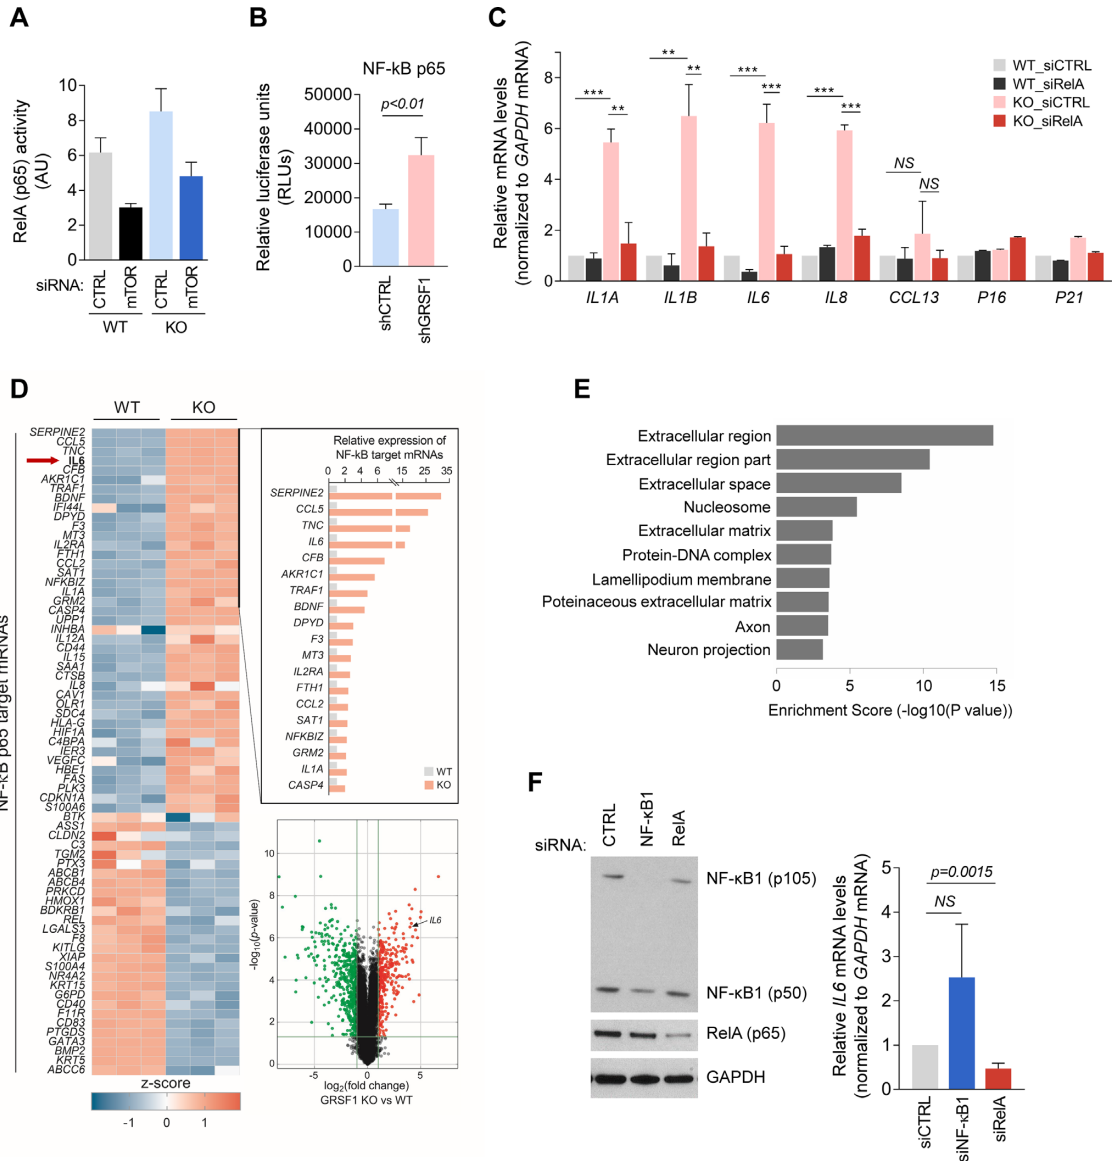 A
RelA (p65) activity
(AU)
10
8
6
4
2
0
siRNA:
CTRL
mTOR
CTRL
mTOR
WT
KO
B
NF-kB p65
p<0.01
Relative luciferase units
(RLUs)
50000
40000
30000
20000
10000
0
shCTRL
shGRSF1
C
Relative mRNA levels
(normalized to GAPDH mRNA)
8
6
4
2
0
***
**
**
**
***
***
***
***
NS
NS
WT_siCTRL
WT_siRelA
KO_siCTRL
KO_siRelA
IL1A
IL1B
IL6
IL8
CCL13
P16
P21
D
WT
KO
NF-kB p65 target mRNAs
SERPINE2
CCL5
TNC
IL6
CFB
AKR1C1
TRAF1
BDNF
IFI44L
DPYD
F3
MT3
IL2RA
FTH1
CCL2
SAT1
NFKBIZ
IL1A
GRM2
CASP4
UPP1
INHBA
IL12A
CD44
IL15
SAA1
CTSB
IL8
CAV1
OLR1
SDC4
HLA-G
HIF1A
C4BPA
IER3
VEGFC
HBE1
FAS
PLK3
CDKN1A
S100A6
BTK
ASS1
CLDN2
C3
TGM2
PTX3
ABCB1
ABCB4
PRKCD
HMOX1
BDKRB1
REL
LGALS3
F8
KITLG
XIAP
S100A4
NR4A2
KRT15
G6PD
CD40
F11R
CD83
PTGDS
GATA3
BMP2
KRT5
ABCC6
z-score
-1 0 1
Relative expression of
NF-kB target mRNAs
0 2 4 6 15 25 35
SERPINE2
CCL5
TNC
IL6
CFB
AKR1C1
TRAF1
BDNF
DPYD
F3
MT3
IL2RA
FTH1
CCL2
SAT1
NFKBIZ
GRM2
IL1A
CASP4
WT
KO
-log10(p-value)
10
8
6
4
2
0
IL6
-5 0 5
log2(fold change)
GRSF1 KO vs WT
E
Extracellular region
Extracellular region part
Extracellular space
Nucleosome
Extracellular matrix
Protein-DNA complex
Lamellipodium membrane
Poteinaceous extracellular matrix
Axon
Neuron projection
0 5 10 15
Enrichment Score (-log10(P value))
F
siRNA:
CTRL
NF-κB1
RelA
NF-κB1 (p105)
NF-κB1 (p50)
RelA (p65)
GAPDH
Relative IL6 mRNA levels
(normalized to GAPDH mRNA)
5
4
3
2
1
0
p=0.0015
NS
siCTRL
siNF-κB1
siRelA